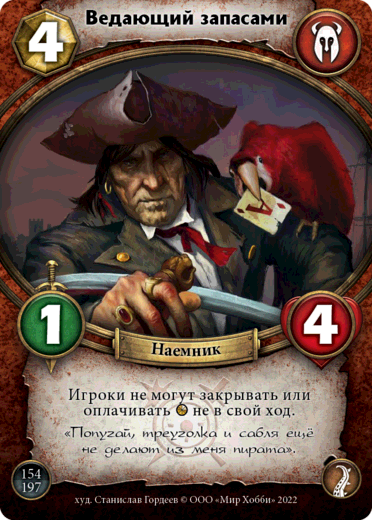 4
Ведающий запасами
1
4
Наемник
Игроки не могут закрывать или
оплачивать не в свой ход.
«Попугай, треуголка и сабля ещё
не делают из меня пирата».
154
197
худ. Станислав Гордеев © ООО «Мир Хобби» 2022